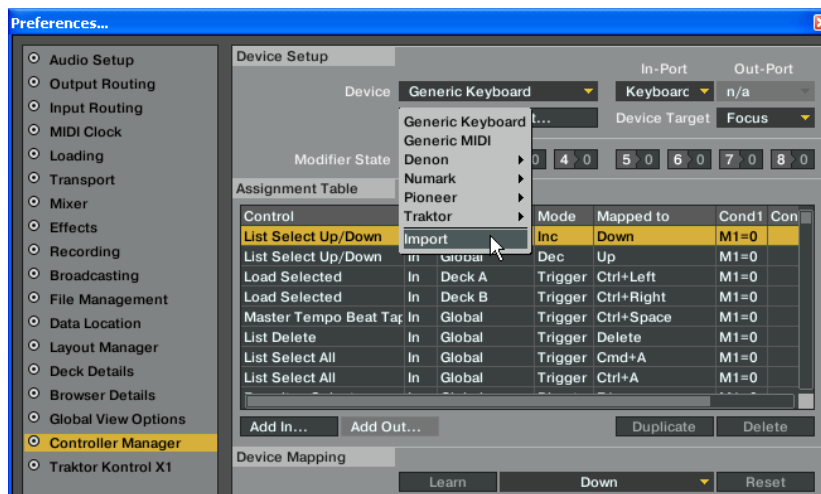 Preferences...
Audio Setup
Output Routing
Input Routing
MIDI Clock
Loading
Transport
Mixer
Effects
Recording
Broadcasting
File Management
Data Location
Layout Manager
Deck Details
Browser Details
Global View Options
Controller Manager
Traktor Kontrol X1
Device Setup
In-Port Out-Port
Device Generic Keyboard Keyboarc n/a
t... Device Target Focus
Generic Keyboard
Generic MIDI
Denon
Numark
Pioneer
Traktor
Import
Modifier State 0 4 0 5 0 6 0 7 0 8 0
Assignment Table
Control Mode Mapped to Cond1 Con
List Select Up/Down Inc Down M1=0
List Select Up/Down In Global Dec Up M1=0
Load Selected In Deck A Trigger Ctrl+Left M1=0
Load Selected In Deck B Trigger Ctrl+Right M1=0
Master Tempo Beat Tap In Global Trigger Ctrl+Space M1=0
List Delete In Global Trigger Delete M1=0
List Select All In Global Trigger Cmd+A M1=0
List Select All In Global Trigger Ctrl+A M1=0
Add In... Add Out... Duplicate Delete
Device Mapping
Learn Down Reset